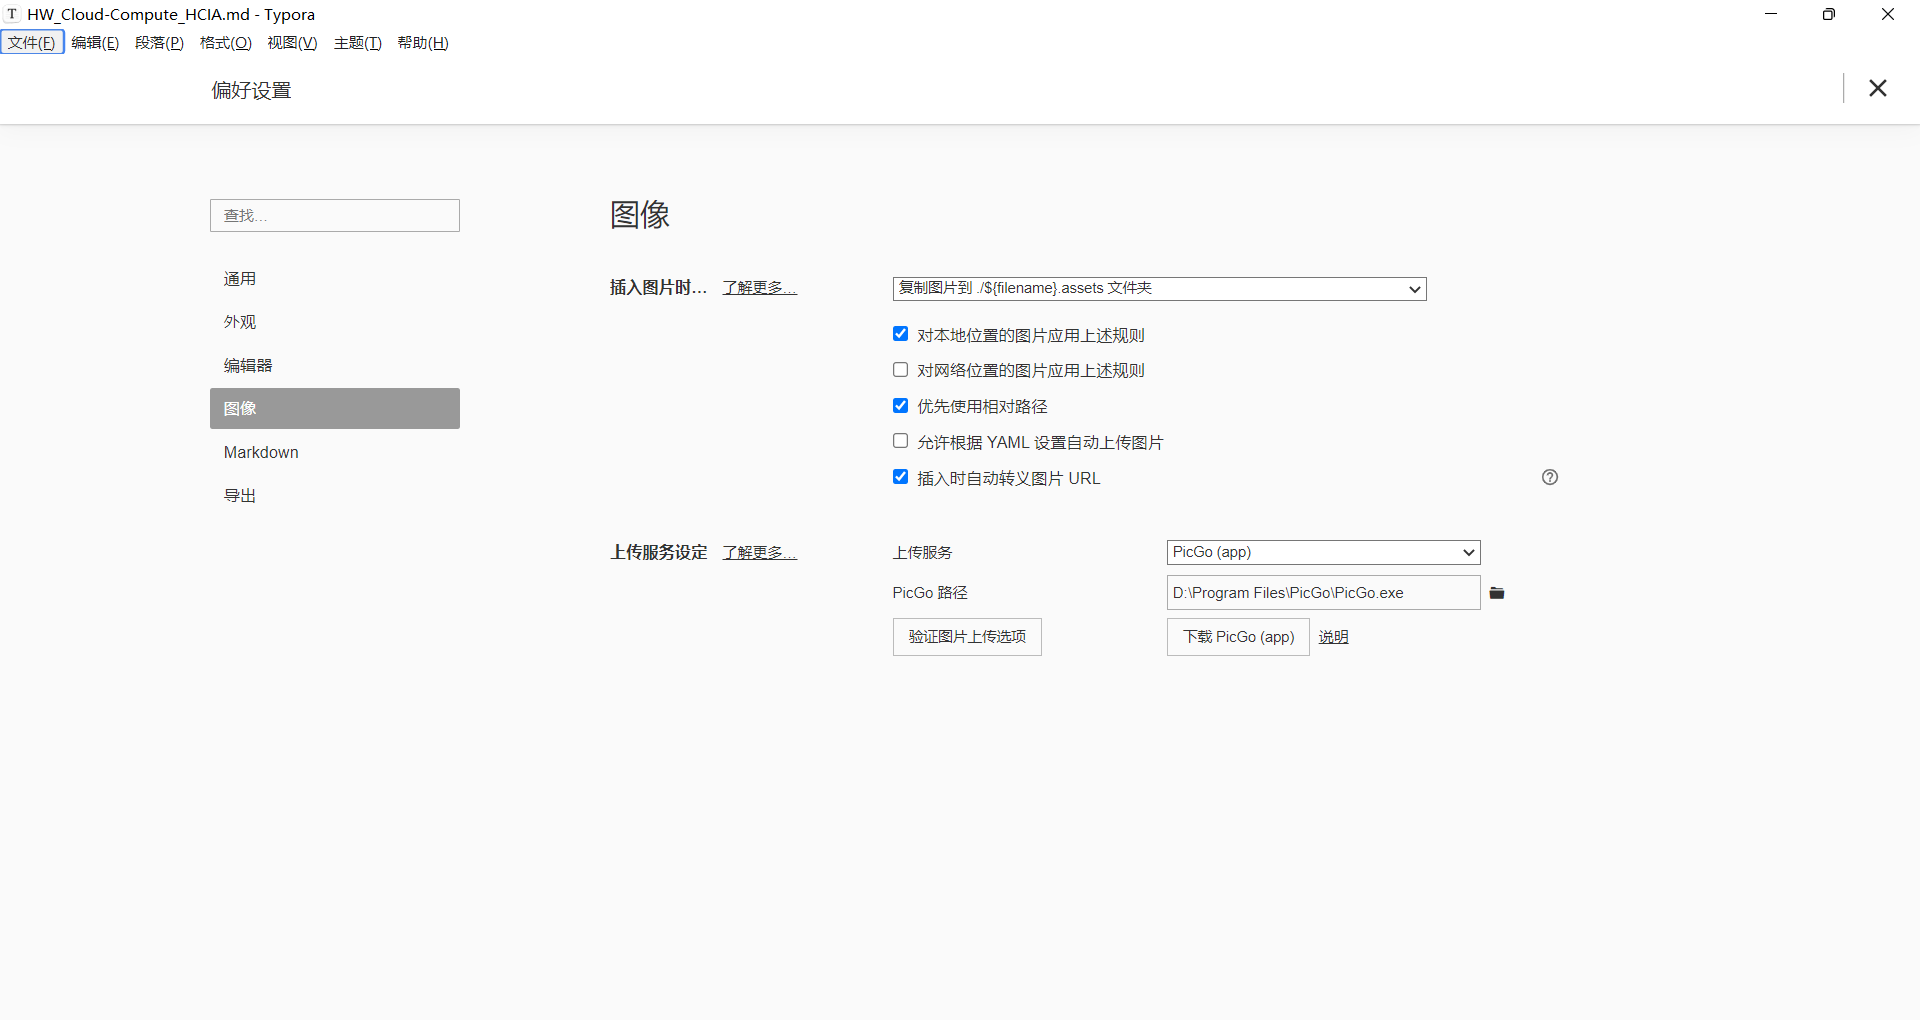 HW_Cloud-Compute_HCIA.md - Typora
文件(F) 编辑(E) 段落(P) 格式(O) 视图(V) 主题(T) 帮助(H)
偏好设置
查找...
通用
外观
编辑器
图像
Markdown
导出
图像
插入图片时... 了解更多... 复制图片到 ./${filename}.assets 文件夹
对本地位置的图片应用上述规则
对网络位置的图片应用上述规则
优先使用相对路径
允许根据 YAML 设置自动上传图片
插入时自动转义图片 URL
上传服务设定 了解更多... 上传服务 PicGo (app)
PicGo 路径 D:\Program Files\PicGo\PicGo.exe
验证图片上传选项 下载 PicGo (app) 说明